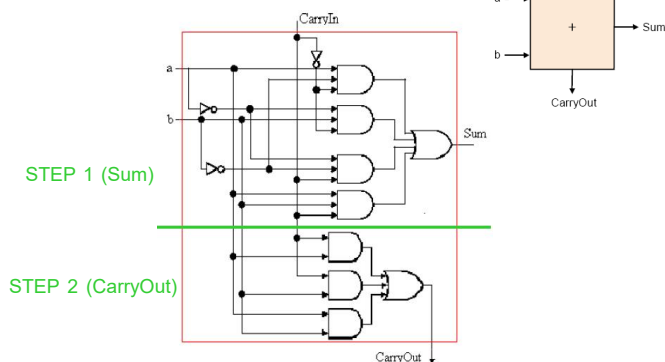 CarryIn
a
b
STEP 1 (Sum)
Sum
STEP 2 (CarryOut)
CarryOut
+
Sum
b
CarryOut